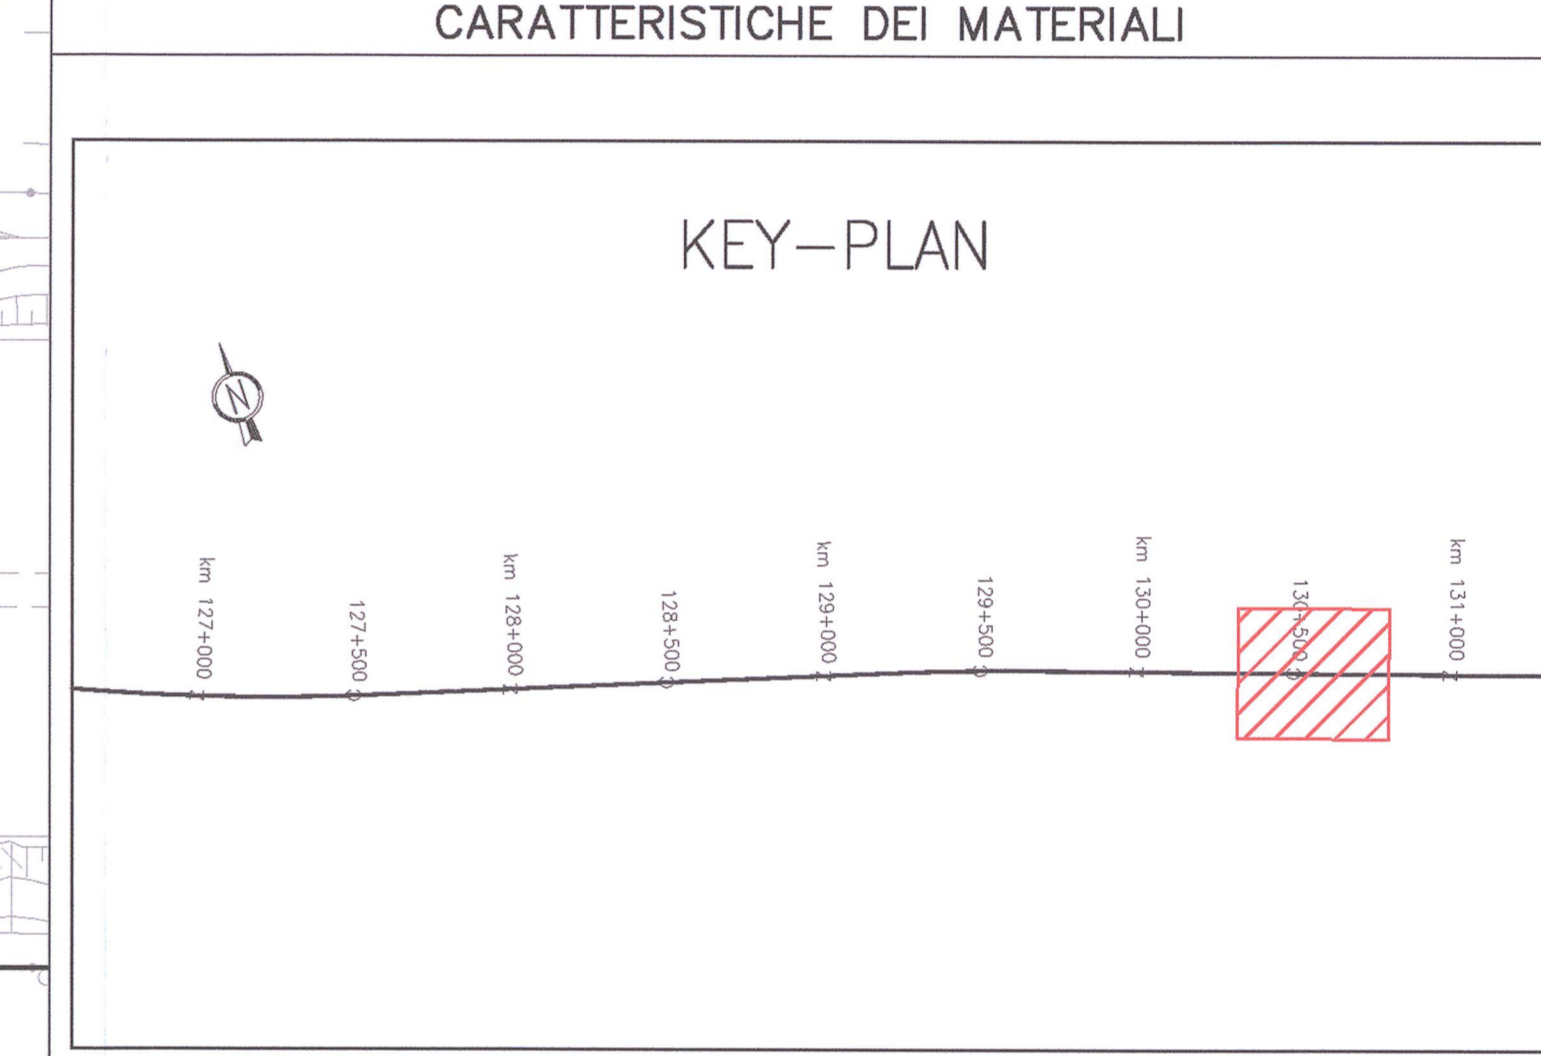 CARATTERISTICHE DEI MATERIALI
KEY-PLAN
N
km 127+000
127+500
km 128+000
128+500
km 129+000
129+500
km 130+000
130+500
km 131+000